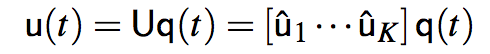 u(t) = Uq(t) = [û₁ ⋯ û_K] q(t)